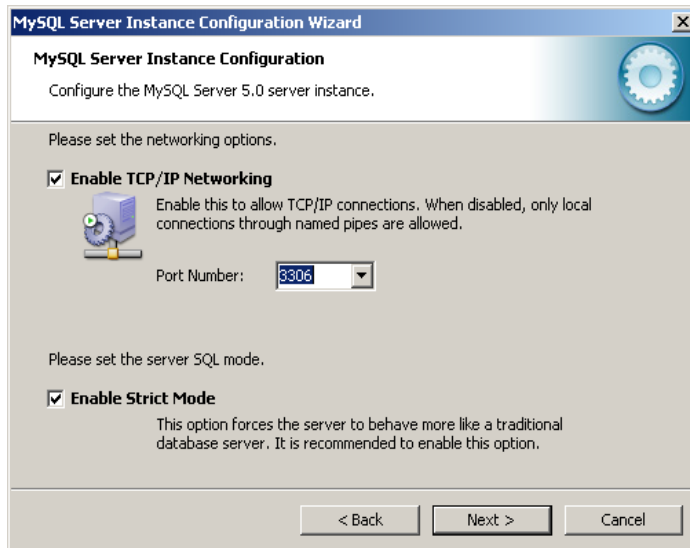 MySQL Server Instance Configuration Wizard
MySQL Server Instance Configuration
Configure the MySQL Server 5.0 server instance.
Please set the networking options.
Enable TCP/IP Networking
Enable this to allow TCP/IP connections. When disabled, only local
connections through named pipes are allowed.
Port Number: 3306
Please set the server SQL mode.
Enable Strict Mode
This option forces the server to behave more like a traditional
database server. It is recommended to enable this option.
< Back Next > Cancel